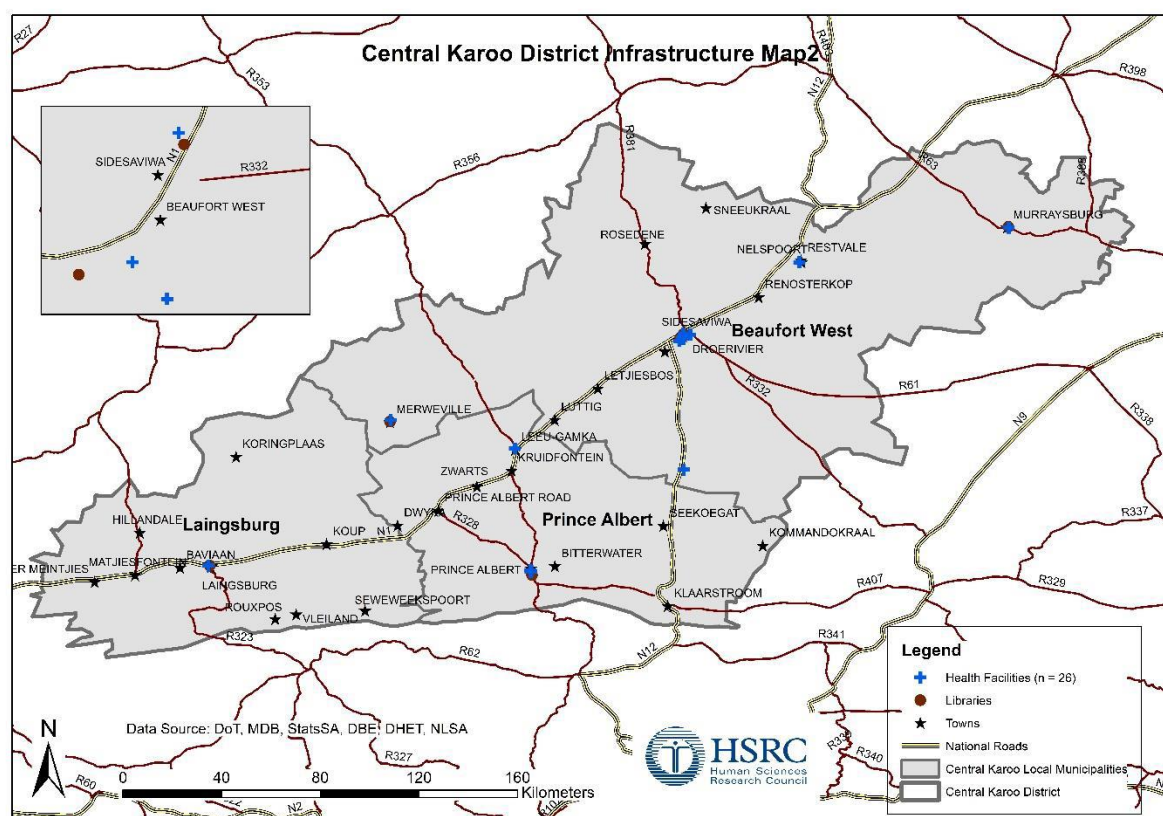 Central Karoo District Infrastructure Map2
R27
R353
R356
R381
R403
N12
R398
R63
SIDESAVIWA
N1
R332
BEAUFORT WEST
SNEEUKRAAL
ROSEDENE
MURRAYSBURG
NELSPOORT
RESTVALE
RENOSTERKOP
SIDESAVIWA
Beaufort West
DROERIVIER
LETJIESBOS
R332
R61
N9
R338
MERWEVILLE
LUTTIG
KORINGPLAAS
LEEU-GAMKA
KRUIDFONTEIN
ZWARTS
PRINCE ALBERT ROAD
HILLANDALE
Laingsburg
DWYKA
R328
Prince Albert
BEEKOEGAT
R337
KOMMANDOKRAAL
KOUP
N1
BITTERWATER
ER MEINTJIES
MATJIESFONTEIN
BAVIAAN
LAINGSBURG
PRINCE ALBERT
R407
R329
SEWEWEEKSPOORT
KLAARSTROOM
ROUXPOS
VLEILAND
R323
R62
N12
R341
Legend
Health Facilities (n = 26)
Libraries
Towns
National Roads
Central Karoo Local Municipalities
Central Karoo District
Data Source: DoT, MDB, StatsSA, DBE, DHET, NLSA
HSRC
Human Sciences
Research Council
N
R327
R340
R60
N2
0 40 80 120 160
Kilometers